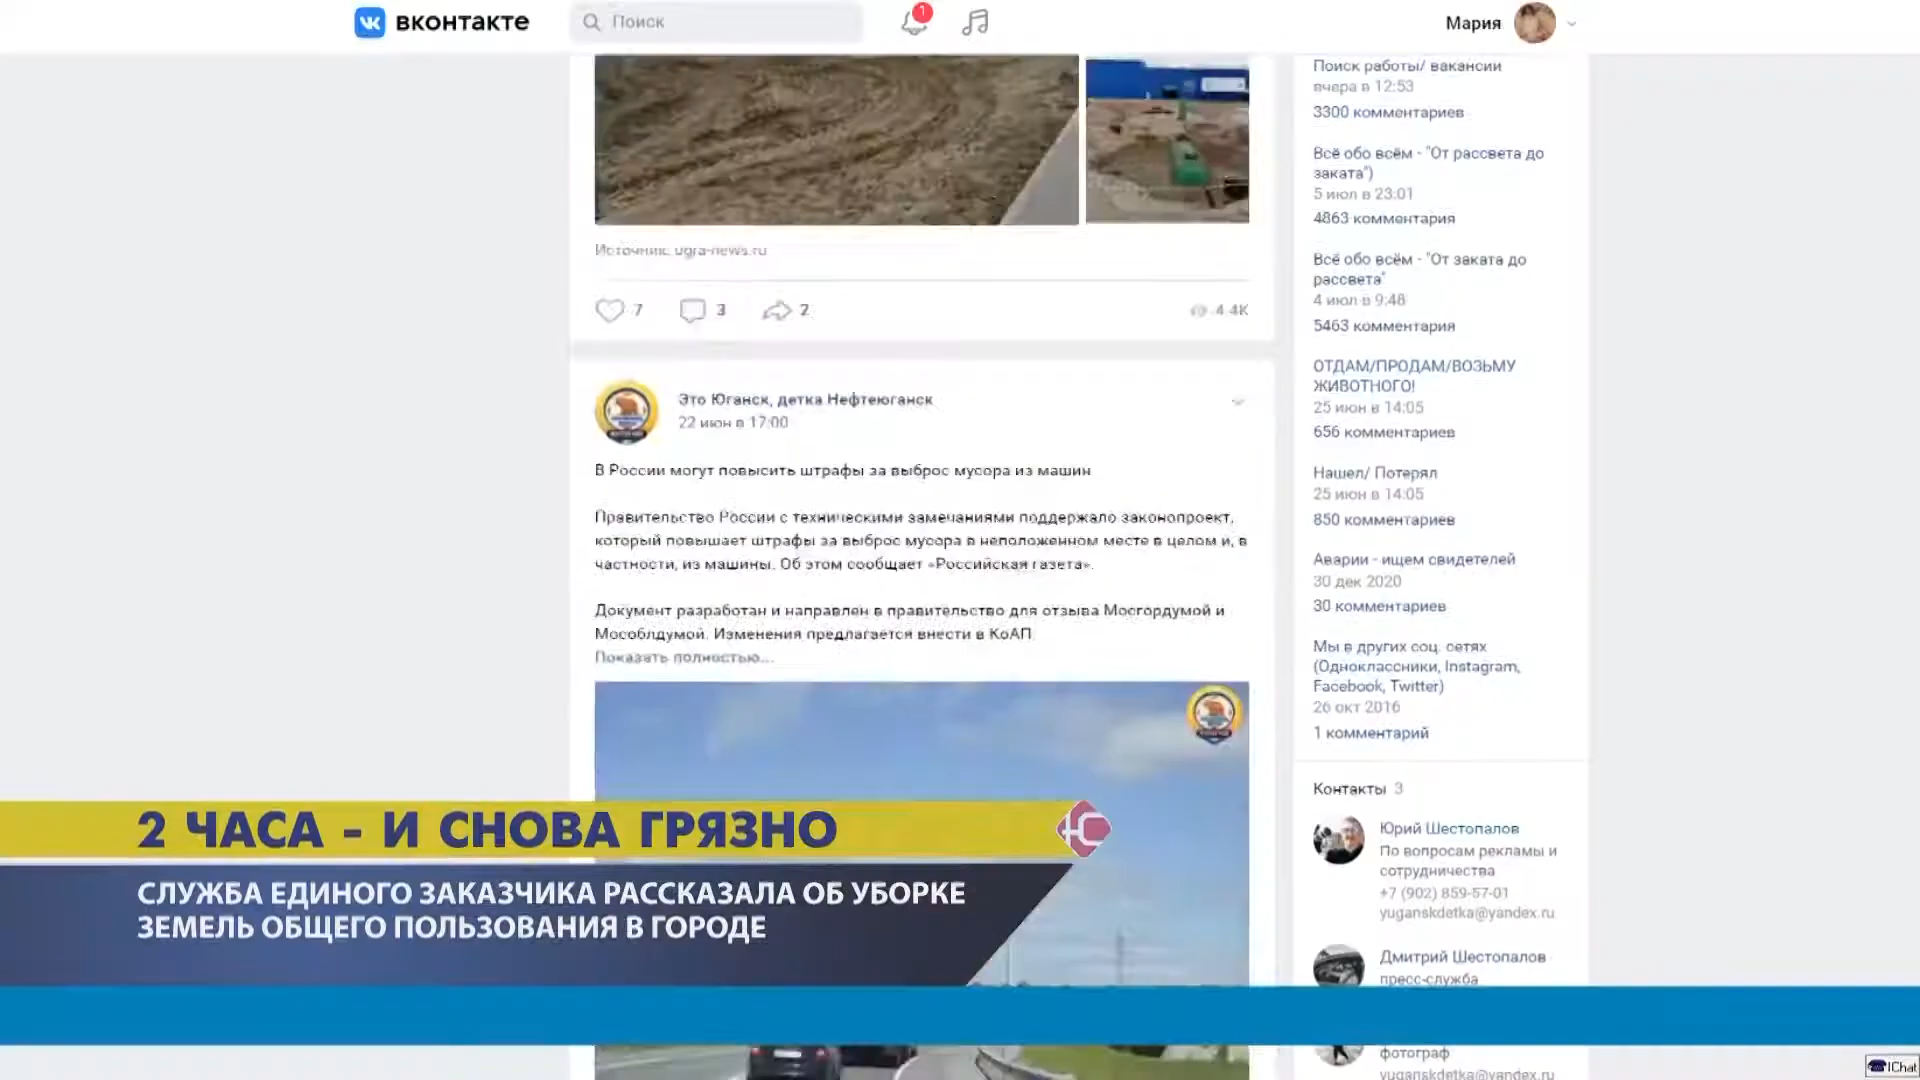 вконтакте
Поиск
1
Мария
Источник: ugra-news.ru
7
3
2
4.4K
Это Юганск, детка Нефтеюганск
22 июн в 17:00
В России могут повысить штрафы за выброс мусора из машин
Правительство России с техническими замечаниями поддержало законопроект,
который повышает штрафы за выброс мусора в неположенном месте в целом и, в
частности, из машины. Об этом сообщает «Российская газета».
Документ разработан и направлен в правительство для отзыва Мосгордумой и
Мособлдумой. Изменения предлагается внести в КоАП
Показать полностью...
Поиск работы/ вакансии
вчера в 12:53
3300 комментариев
Всё обо всём - "От рассвета до
заката")
5 июл в 23:01
4863 комментария
Всё обо всём - "От заката до
рассвета"
4 июл в 9:48
5463 комментария
ОТДАМ/ПРОДАМ/ВОЗЬМУ
ЖИВОТНОГО!
25 июн в 14:05
656 комментариев
Нашел/ Потерял
25 июн в 14:05
850 комментариев
Аварии - ищем свидетелей
30 дек 2020
30 комментариев
Мы в других соц. сетях
(Одноклассники, Instagram,
Facebook, Twitter)
26 окт 2016
1 комментарий
Контакты 3
Юрий Шестопалов
По вопросам рекламы и
сотрудничества
+7 (902) 859-57-01
yuganskdetka@yandex.ru
Дмитрий Шестопалов
пресс-служба
фотограф
yuganskdetka@yandex.ru
2 ЧАСА - И СНОВА ГРЯЗНО
СЛУЖБА ЕДИНОГО ЗАКАЗЧИКА РАССКАЗАЛА ОБ УБОРКЕ
ЗЕМЕЛЬ ОБЩЕГО ПОЛЬЗОВАНИЯ В ГОРОДЕ
IChat